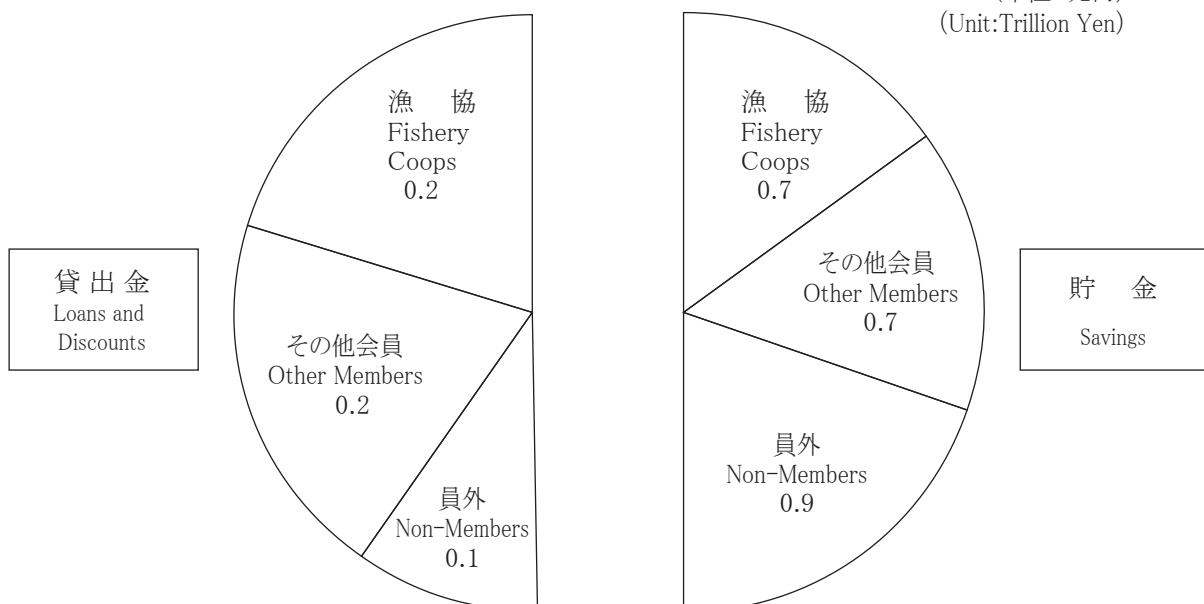 (Unit:Trillion Yen)
漁 協
Fishery
Coops
0.2
漁 協
Fishery
Coops
0.7
貸出金
Loans and
Discounts
その他会員
Other Members
0.2
その他会員
Other Members
0.7
貯 金
Savings
員外
Non-Members
0.1
員外
Non-Members
0.9